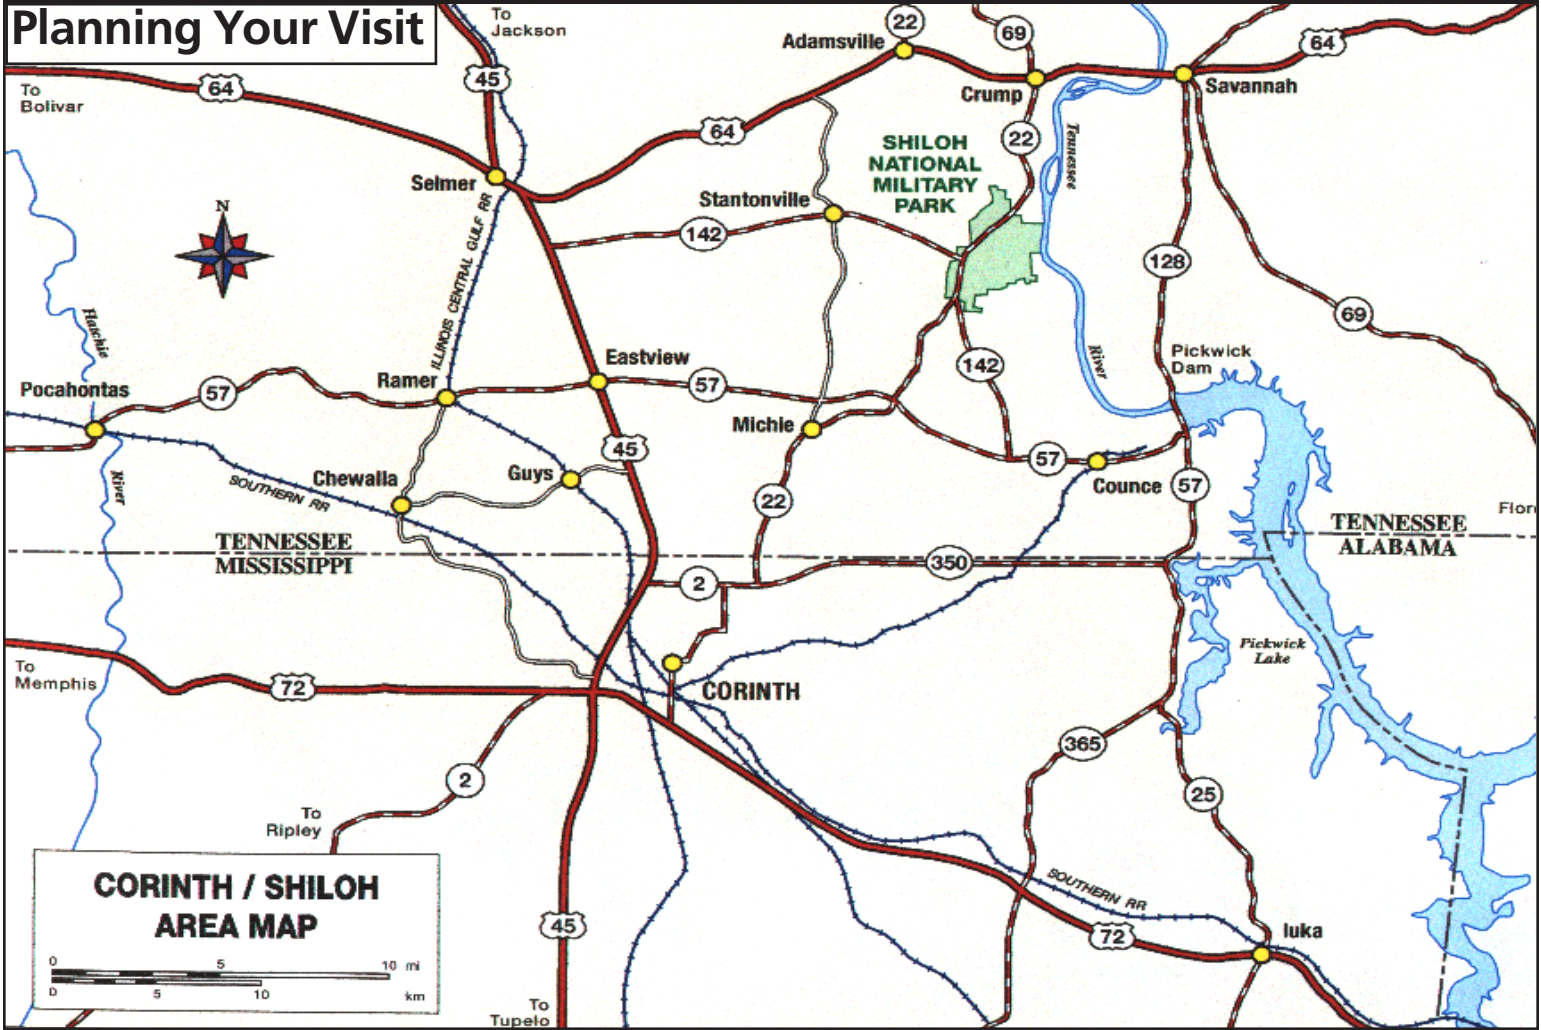 Planning Your Visit
To
Jackson
22
69
64
Adamsville
45
64
To
Bolivar
Crump
Savannah
64
22
SHILOH
NATIONAL
MILITARY
PARK
Tennessee
Selmer
Stantonville
N
142
ILLINOIS CENTRAL GULF RR
128
69
Hatchie
River
Pickwick
Dam
Eastview
142
Pocahontas
57
Ramer
57
Michie
45
57
Counce
57
Chewalla
Guys
River
SOUTHERN RR
22
Flor
TENNESSEE
MISSISSIPPI
TENNESSEE
ALABAMA
350
2
Pickwick
Lake
To
Memphis
72
CORINTH
365
2
25
To
Ripley
CORINTH / SHILOH
AREA MAP
0 5 10 mi
0 5 10 km
SOUTHERN RR
45
72
Iuka
To
Tupelo